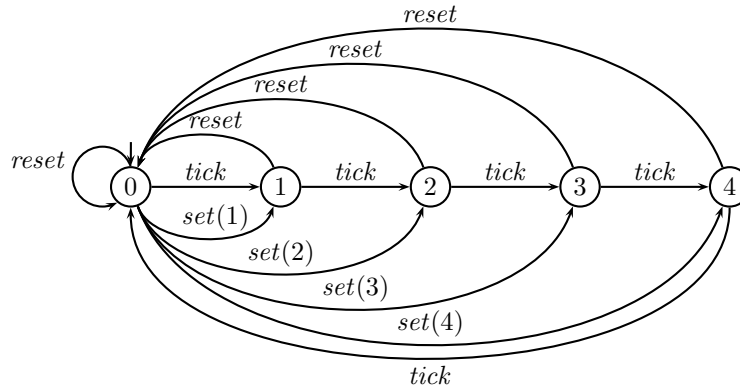 reset
reset
reset
reset
reset
0 tick 1 tick 2 tick 3 tick 4
set(1)
set(2)
set(3)
set(4)
tick